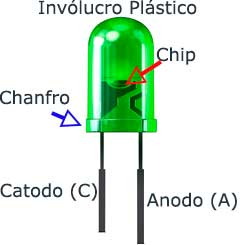 Invólucro Plástico
Chip
Chanfro
Catodo (C)
Anodo (A)